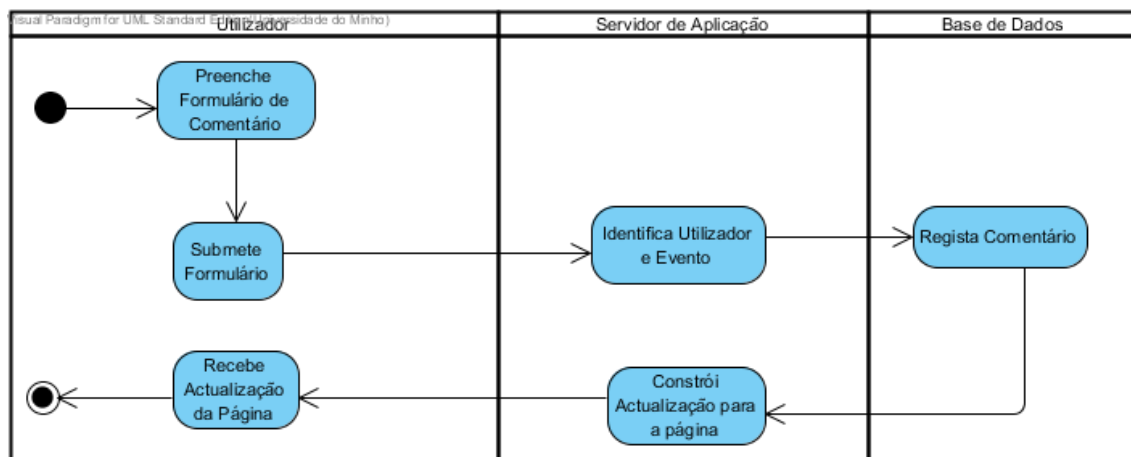 Visual Paradigm for UML Standard Edition(Universidade do Minho)
Utilizador
Servidor de Aplicação
Base de Dados
Preenche
Formulário de
Comentário
Submete
Formulário
Identifica Utilizador
e Evento
Regista Comentário
Recebe
Actualização
da Página
Constrói
Actualização para
a página